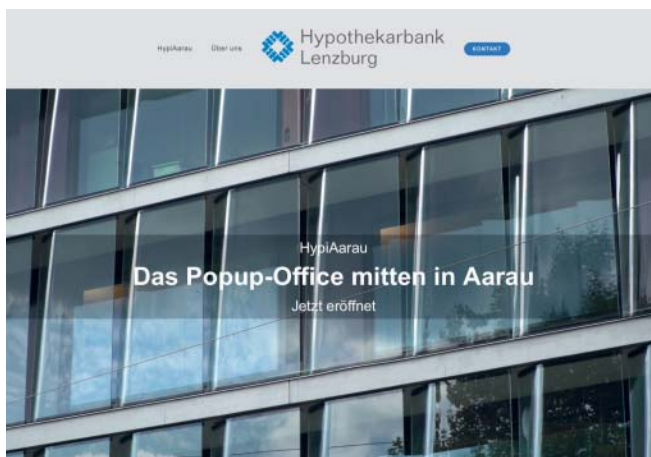 HypiAarau
Über uns
Hypothekarbank
Lenzburg
KONTAKT
HypiAarau
Das Popup-Office mitten in Aarau
Jetzt eröffnet